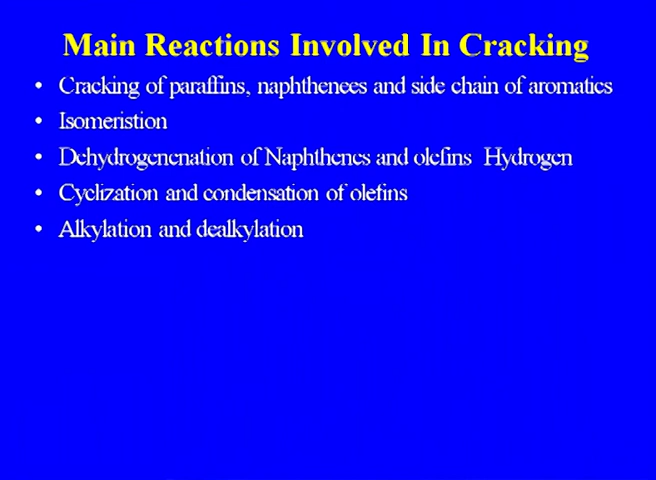 Main Reactions Involved In Cracking
• Cracking of paraffins, naphthenees and side chain of aromatics
• Isomeristion
• Dehydrogenenation of Naphthenes and olefins Hydrogen
• Cyclization and condensation of olefins
• Alkylation and dealkylation